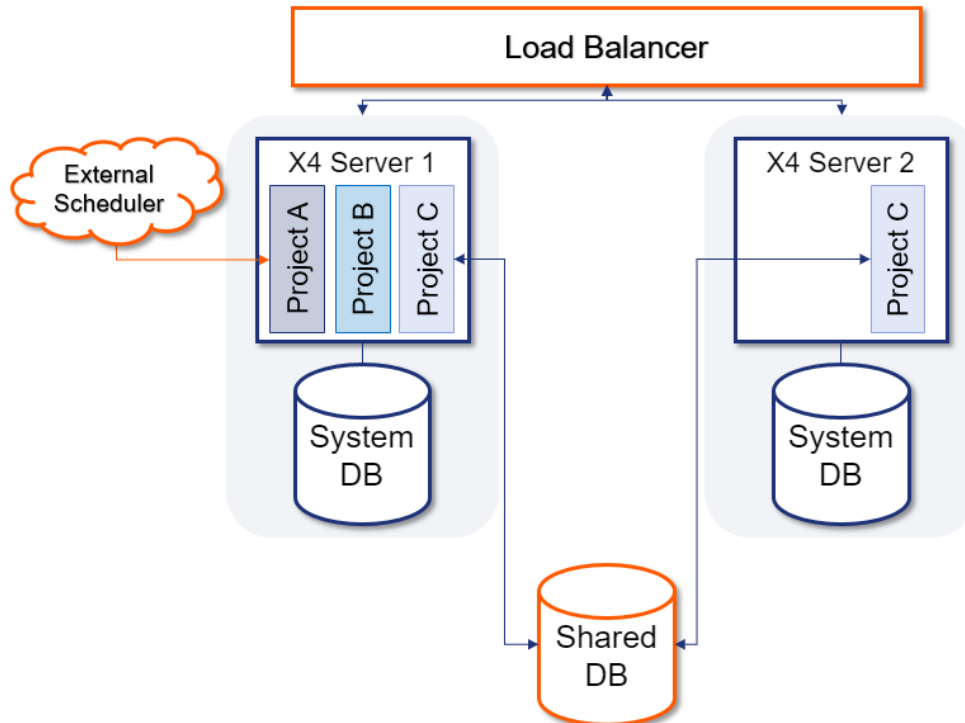 Load Balancer
External
Scheduler
X4 Server 1
Project A
Project B
Project C
System
DB
X4 Server 2
Project C
System
DB
Shared
DB